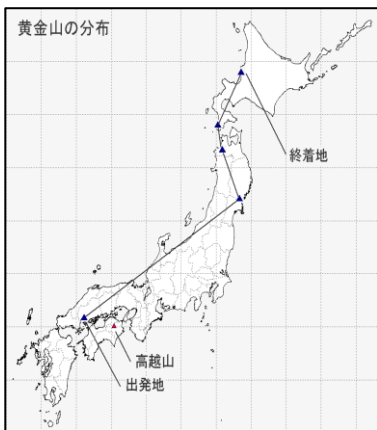 黄金山の分布
終着地
高越山
出発地